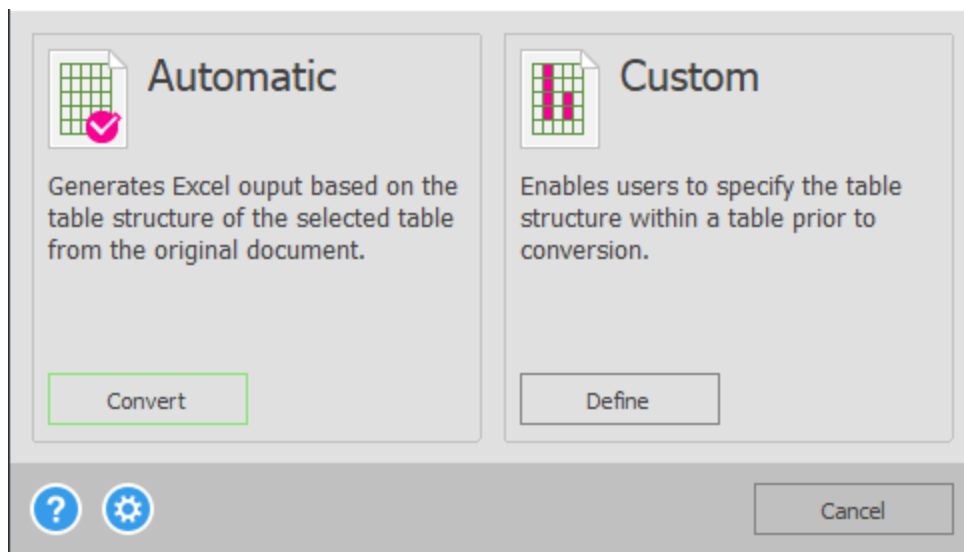 Automatic
Generates Excel ouput based on the
table structure of the selected table
from the original document.
Convert
Custom
Enables users to specify the table
structure within a table prior to
conversion.
Define
?
Cancel